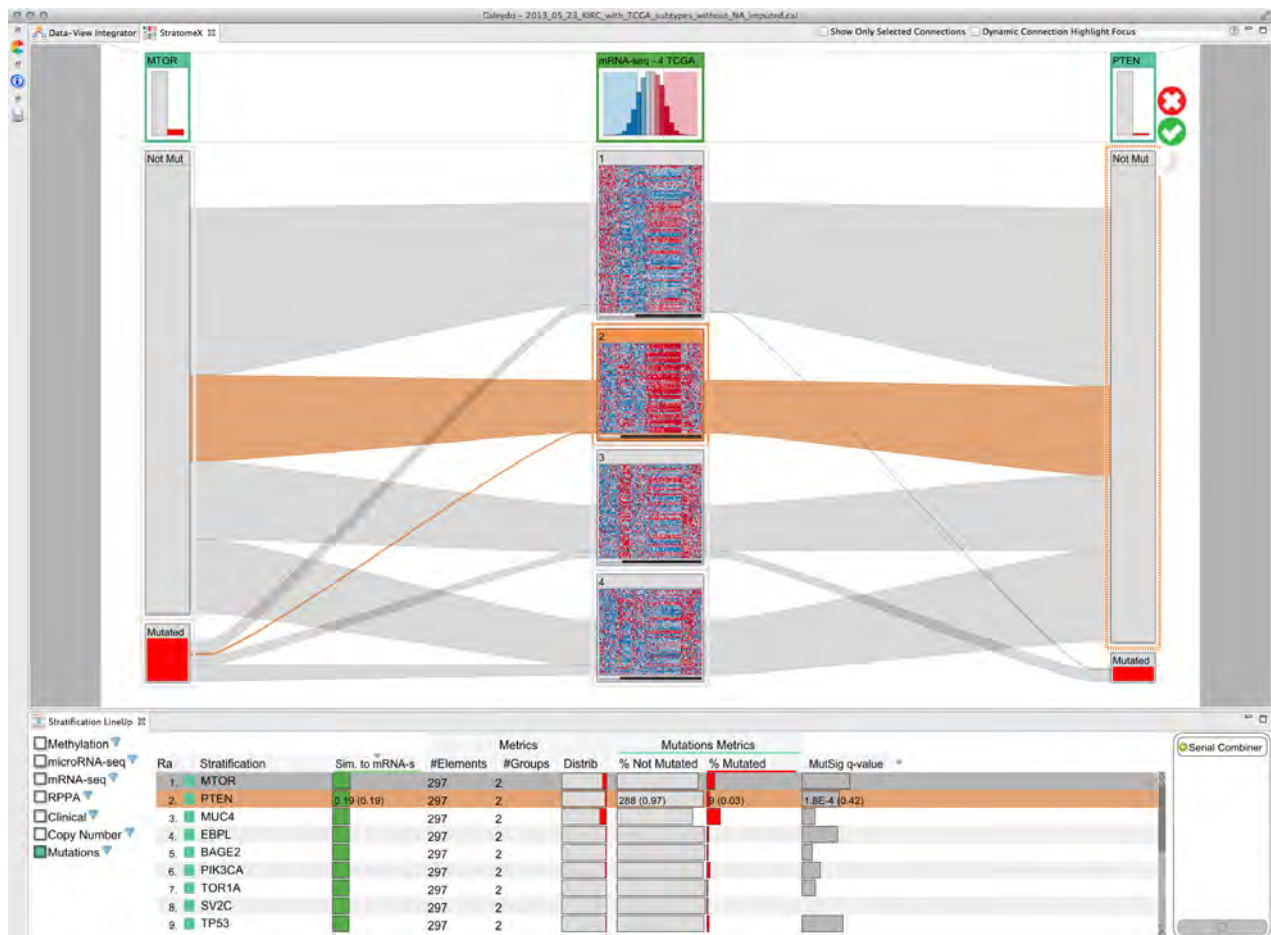 Caleydo - 2013_05_23_KIRC_with_TCGA_subtypes_without_NA_imputed.cal
Data-View Integrator StratomeX Show Only Selected Connections Dynamic Connection Highlight Focus
MTOR mRNA-seq - 4 TCGA PTEN
Not Mut 1 Not Mut
2
3
4
Mutated
Mutated
Stratification LineUp
Methylation
microRNA-seq
mRNA-seq
RPPA
Clinical
Copy Number
Mutations
Metrics Mutations Metrics
Ra Stratification Sim. to mRNA-s #Elements #Groups Distrib % Not Mutated % Mutated MutSig q-value
1. MTOR 297 2
2. PTEN 0.19 (0.19) 297 2 288 (0.97) 9 (0.03) 1.8E-4 (0.42)
3. MUC4 297 2
4. EBPL 297 2
5. BAGE2 297 2
6. PIK3CA 297 2
7. TOR1A 297 2
8. SV2C 297 2
9. TP53 297 2
Serial Combiner